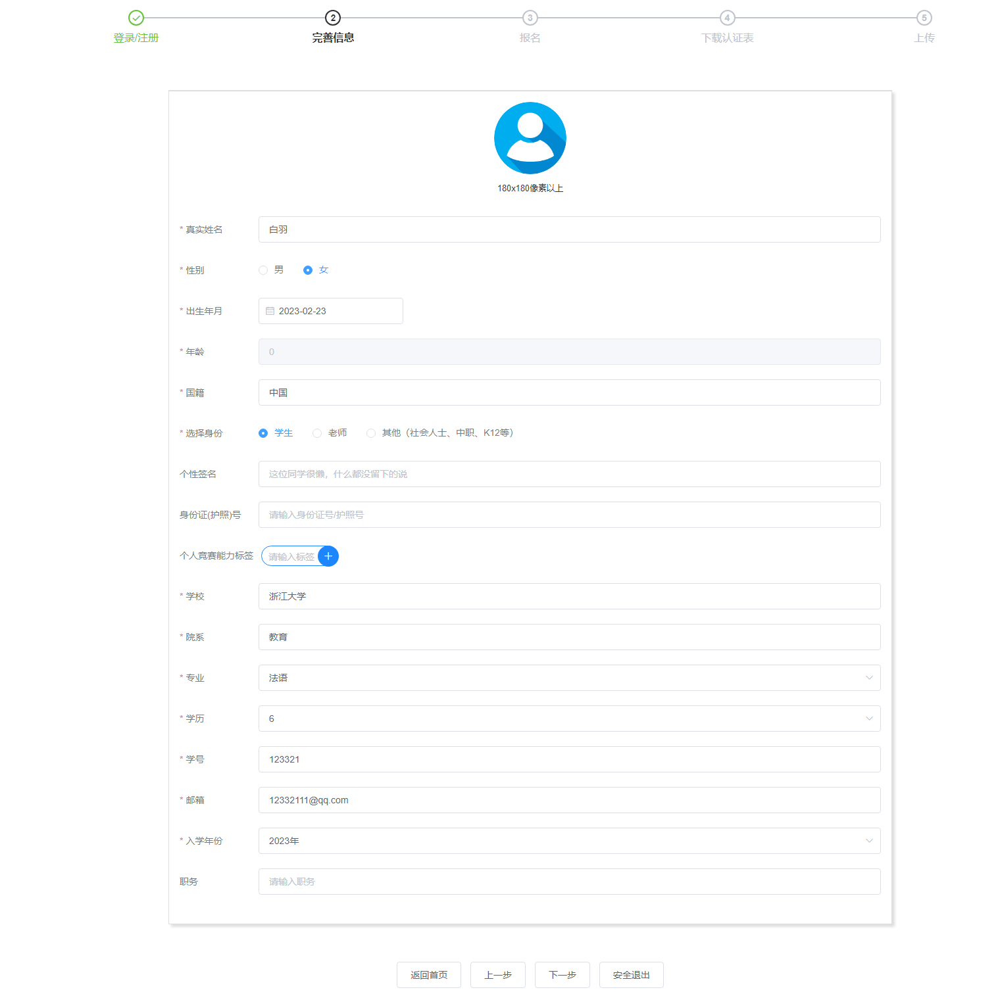 2 3 4 5
登录/注册 完善信息 报名 下载认证表 上传
180x180像素以上
* 真实姓名 白羽
* 性别 男 女
* 出生年月 2023-02-23
* 年龄 0
* 国籍 中国
* 选择身份 学生 老师 其他（社会人士、中职、K12等）
个性签名 这位同学很懒，什么都没留下的说
身份证(护照)号 请输入身份证号/护照号
个人竞赛能力标签 请输入标签
* 学校 浙江大学
* 院系 教育
* 专业 法语
* 学历 6
* 学号 123321
* 邮箱 12332111@qq.com
* 入学年份 2023年
职务 请输入职务
返回首页 上一步 下一步 安全退出